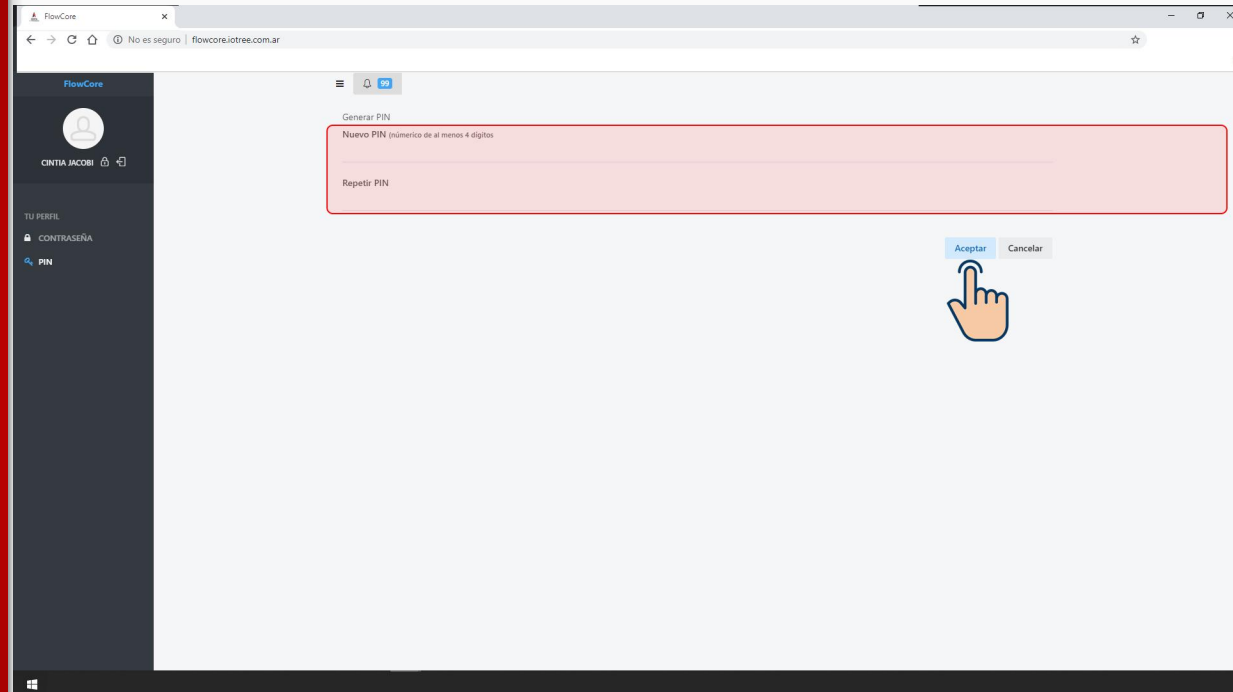 FlowCore
No es seguro | flowcore.iotree.com.ar
FlowCore
99
CINTIA JACOBI
TU PERFIL
CONTRASEÑA
PIN
Generar PIN
Nuevo PIN (númerico de al menos 4 digitos
Repetir PIN
Aceptar Cancelar